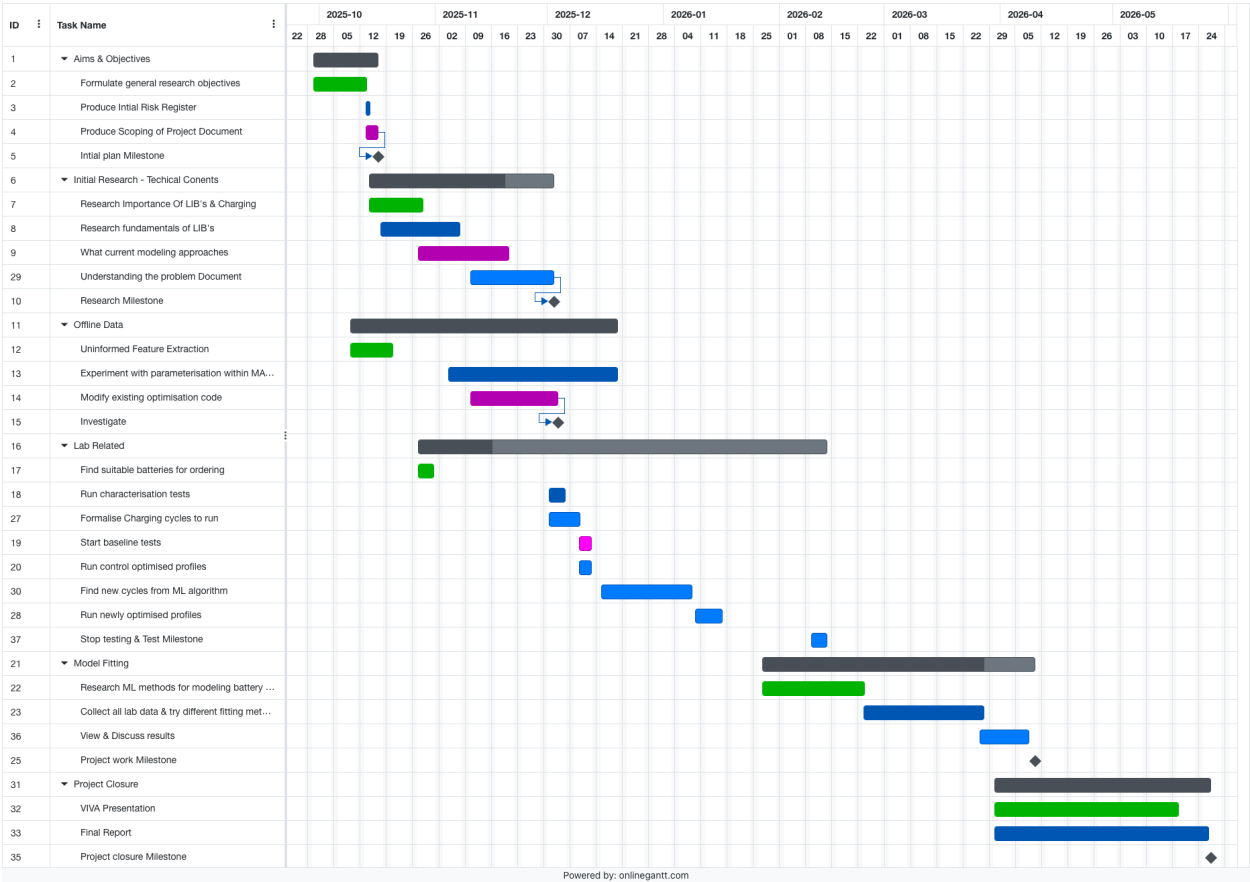 2025-10 2025-11 2025-12 2026-01 2026-02 2026-03 2026-04 2026-05
ID Task Name
22 28 05 12 19 26 02 09 16 23 30 07 14 21 28 04 11 18 25 01 08 15 22 01 08 15 22 29 05 12 19 26 03 10 17 24
1 Aims & Objectives
2 Formulate general research objectives
3 Produce Intial Risk Register
4 Produce Scoping of Project Document
5 Intial plan Milestone
6 Initial Research - Techical Conents
7 Research Importance Of LIB's & Charging
8 Research fundamentals of LIB's
9 What current modeling approaches
29 Understanding the problem Document
10 Research Milestone
11 Offline Data
12 Uninformed Feature Extraction
13 Experiment with parameterisation within MA...
14 Modify existing optimisation code
15 Investigate
16 Lab Related
17 Find suitable batteries for ordering
18 Run characterisation tests
27 Formalise Charging cycles to run
19 Start baseline tests
20 Run control optimised profiles
30 Find new cycles from ML algorithm
28 Run newly optimised profiles
37 Stop testing & Test Milestone
21 Model Fitting
22 Research ML methods for modeling battery ...
23 Collect all lab data & try different fitting met...
36 View & Discuss results
25 Project work Milestone
31 Project Closure
32 VIVA Presentation
33 Final Report
35 Project closure Milestone
Powered by: onlinegantt.com